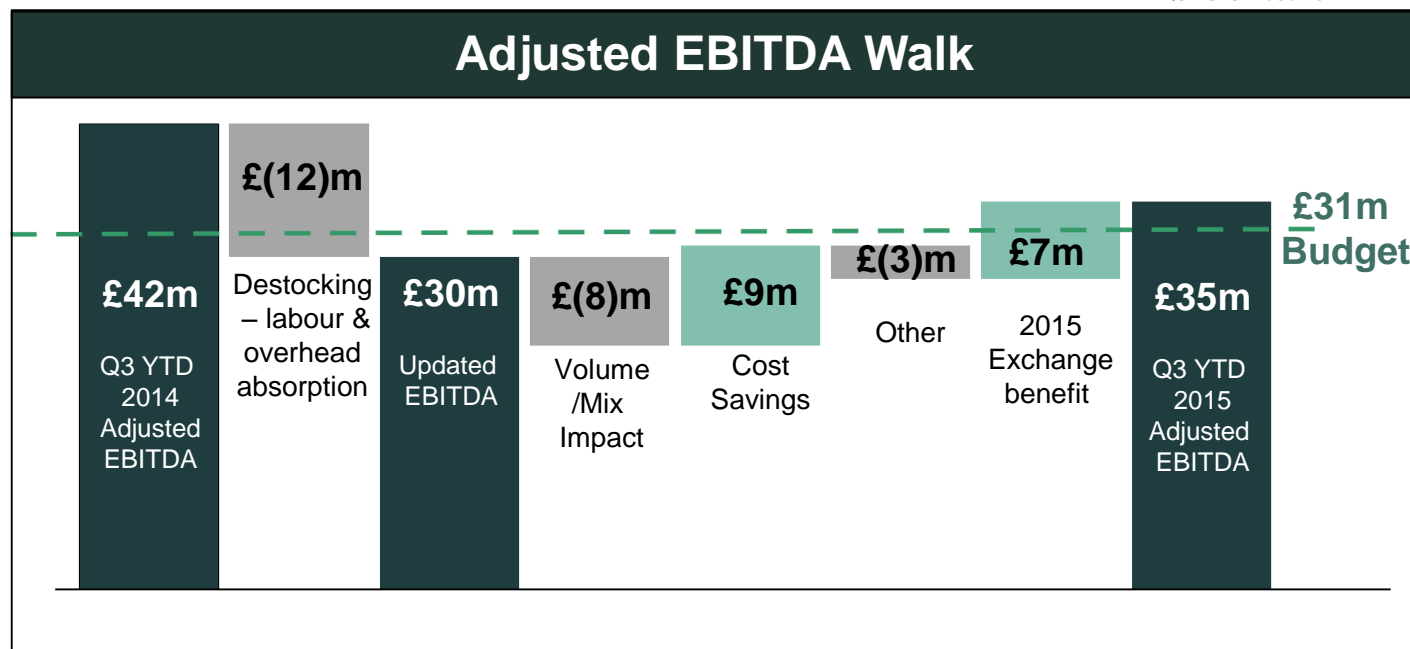 Adjusted EBITDA Walk
£42m
Q3 YTD
2014
Adjusted
EBITDA
£(12)m
Destocking
– labour &
overhead
absorption
£30m
Updated
EBITDA
£(8)m
Volume
/Mix
Impact
£9m
Cost
Savings
£(3)m
Other
£7m
2015
Exchange
benefit
£35m
Q3 YTD
2015
Adjusted
EBITDA
£31m
Budget